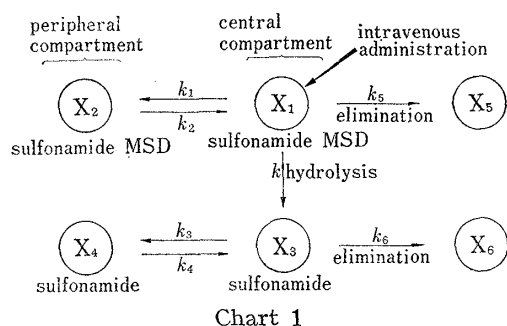 peripheral central intravenous
compartment compartment administration
k₁ k₅
X₂ X₁ X₅
k₂ elimination
sulfonamide MSD sulfonamide MSD
k hydrolysis
k₃ k₆
X₄ X₃ X₆
k₄ elimination
sulfonamide sulfonamide
Chart 1